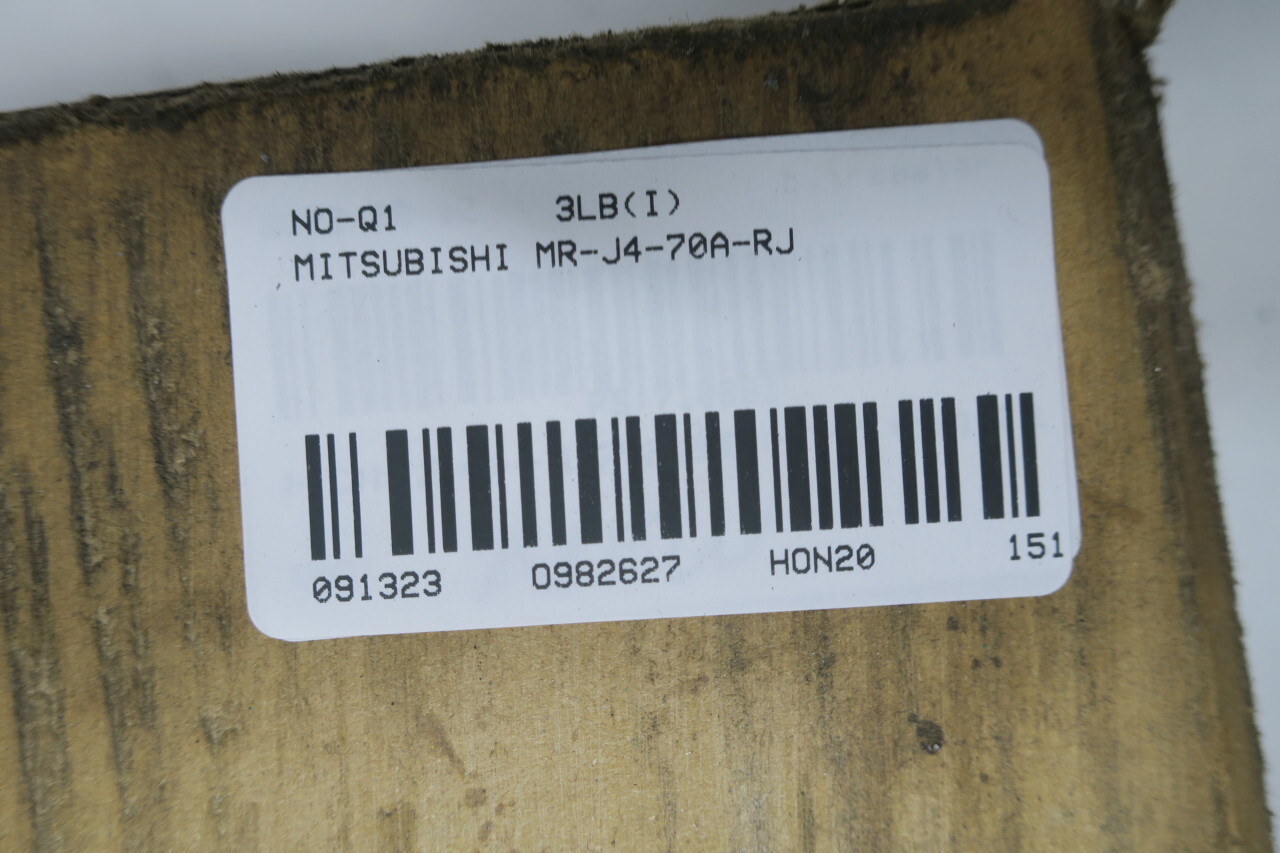 NO-Q1 3LB(I)
MITSUBISHI MR-J4-70A-RJ
091323 0982627 HON20 151